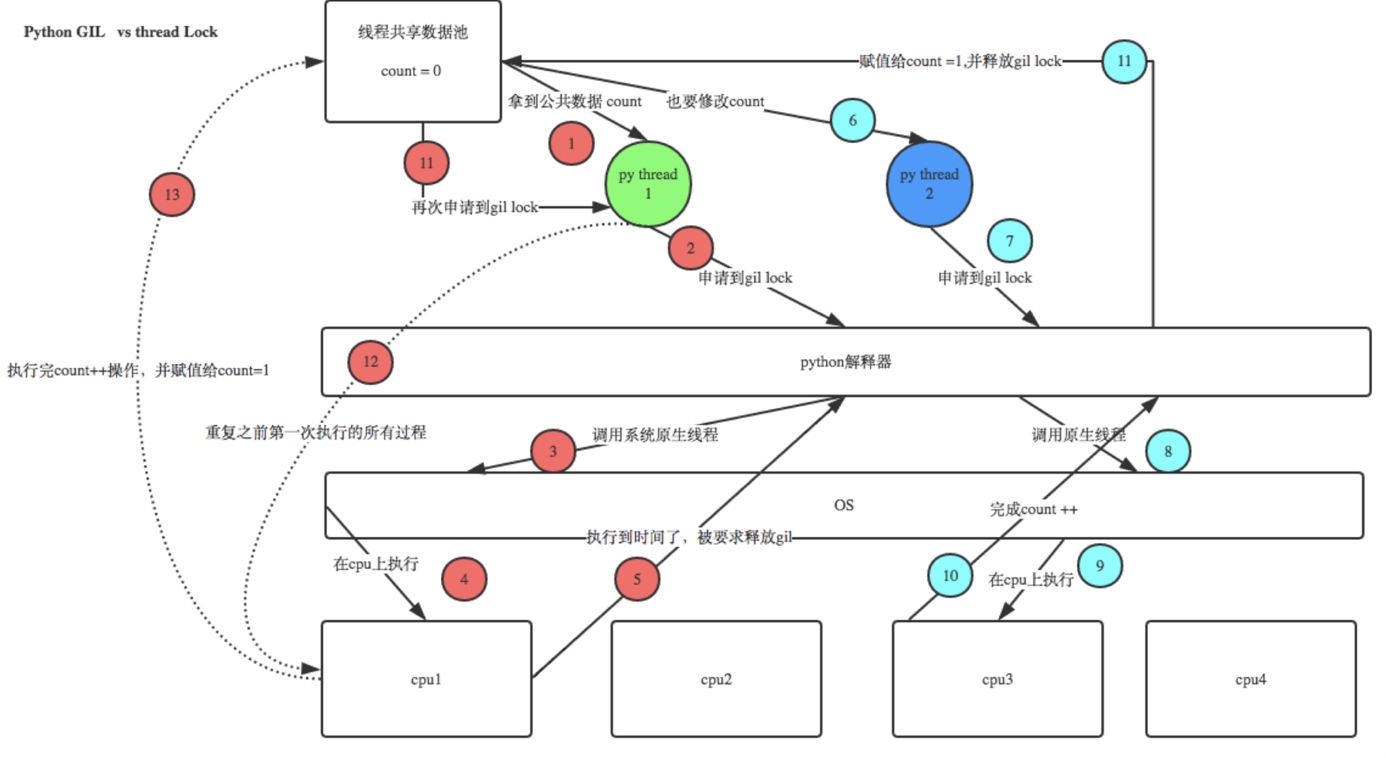 Python GIL vs thread Lock
线程共享数据池
count = 0
赋值给count =1,并释放gil lock
11
拿到公共数据 count
也要修改count
6
1
11
13
py thread
1
py thread
2
再次申请到gil lock
2
7
申请到gil lock
申请到gil lock
12
python解释器
执行完count++操作，并赋值给count=1
重复之前第一次执行的所有过程
3
调用系统原生线程
调用原生线程
8
OS
完成count ++
执行到时间了，被要求释放gil
在cpu上执行
4
5
10
在cpu上执行
9
cpu1
cpu2
cpu3
cpu4